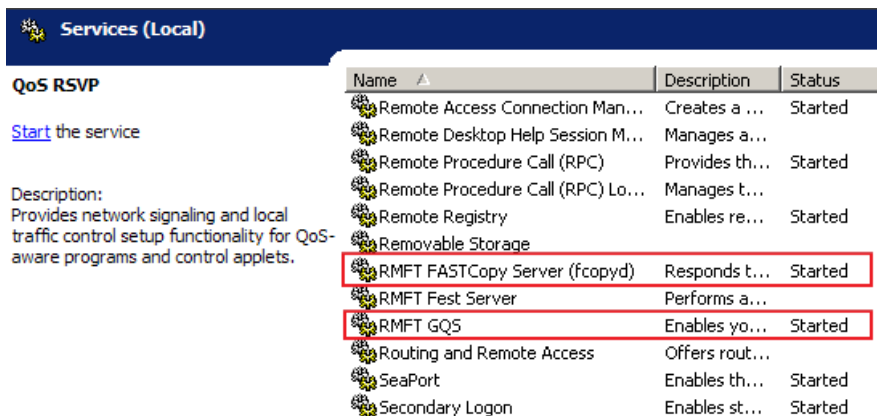 Services (Local)
QoS RSVP
Start the service
Description:
Provides network signaling and local
traffic control setup functionality for QoS-
aware programs and control applets.
Name Description Status
Remote Access Connection Man... Creates a ... Started
Remote Desktop Help Session M... Manages a...
Remote Procedure Call (RPC) Provides th... Started
Remote Procedure Call (RPC) Lo... Manages t...
Remote Registry Enables re... Started
Removable Storage
RMFT FASTCopy Server (fcopyd) Responds t... Started
RMFT Fest Server Performs a...
RMFT GQS Enables yo... Started
Routing and Remote Access Offers rout...
SeaPort Enables th... Started
Secondary Logon Enables st... Started